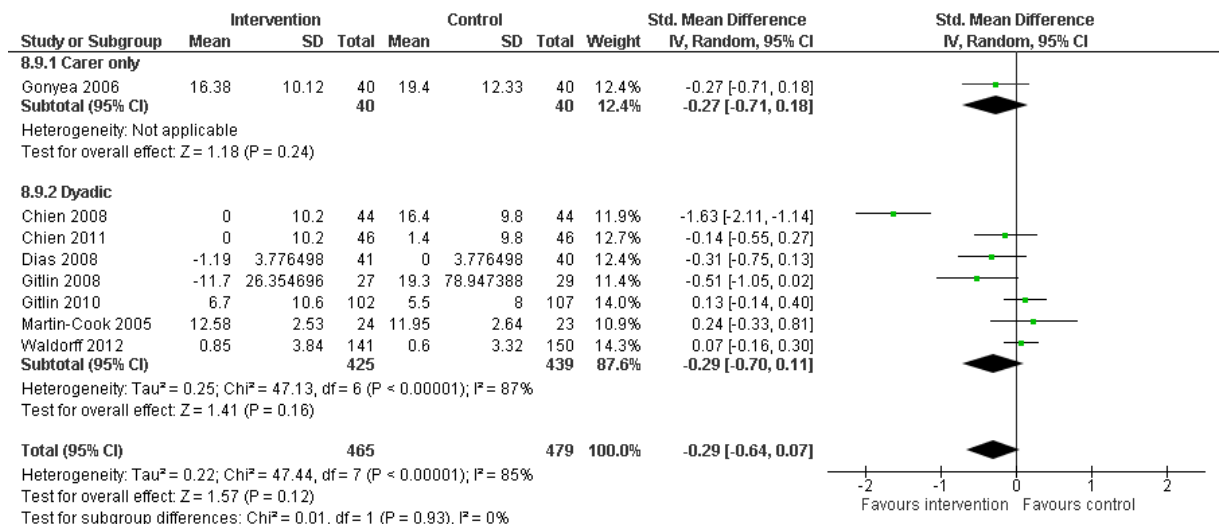 Intervention Control Std. Mean Difference Std. Mean Difference
Study or Subgroup Mean SD Total Mean SD Total Weight IV, Random, 95% CI IV, Random, 95% CI
8.9.1 Carer only
Gonyea 2006 16.38 10.12 40 19.4 12.33 40 12.4% -0.27 [-0.71, 0.18]
Subtotal (95% CI) 40 40 12.4% -0.27 [-0.71, 0.18]
Heterogeneity: Not applicable
Test for overall effect: Z = 1.18 (P = 0.24)
8.9.2 Dyadic
Chien 2008 0 10.2 44 16.4 9.8 44 11.9% -1.63 [-2.11, -1.14]
Chien 2011 0 10.2 46 1.4 9.8 46 12.7% -0.14 [-0.55, 0.27]
Dias 2008 -1.19 3.776498 41 0 3.776498 40 12.4% -0.31 [-0.75, 0.13]
Gitlin 2008 -11.7 26.354696 27 19.3 78.947388 29 11.4% -0.51 [-1.05, 0.02]
Gitlin 2010 6.7 10.6 102 5.5 8 107 14.0% 0.13 [-0.14, 0.40]
Martin-Cook 2005 12.58 2.53 24 11.95 2.64 23 10.9% 0.24 [-0.33, 0.81]
Waldorff 2012 0.85 3.84 141 0.6 3.32 150 14.3% 0.07 [-0.16, 0.30]
Subtotal (95% CI) 425 439 87.6% -0.29 [-0.70, 0.11]
Heterogeneity: Tau² = 0.25; Chi² = 47.13, df = 6 (P < 0.00001); I² = 87%
Test for overall effect: Z = 1.41 (P = 0.16)
Total (95% CI) 465 479 100.0% -0.29 [-0.64, 0.07]
Heterogeneity: Tau² = 0.22; Chi² = 47.44, df = 7 (P < 0.00001); I² = 85%
Test for overall effect: Z = 1.57 (P = 0.12)
Test for subgroup differences: Chi² = 0.01, df = 1 (P = 0.93), I² = 0%
-2 -1 0 1 2
Favours intervention Favours control